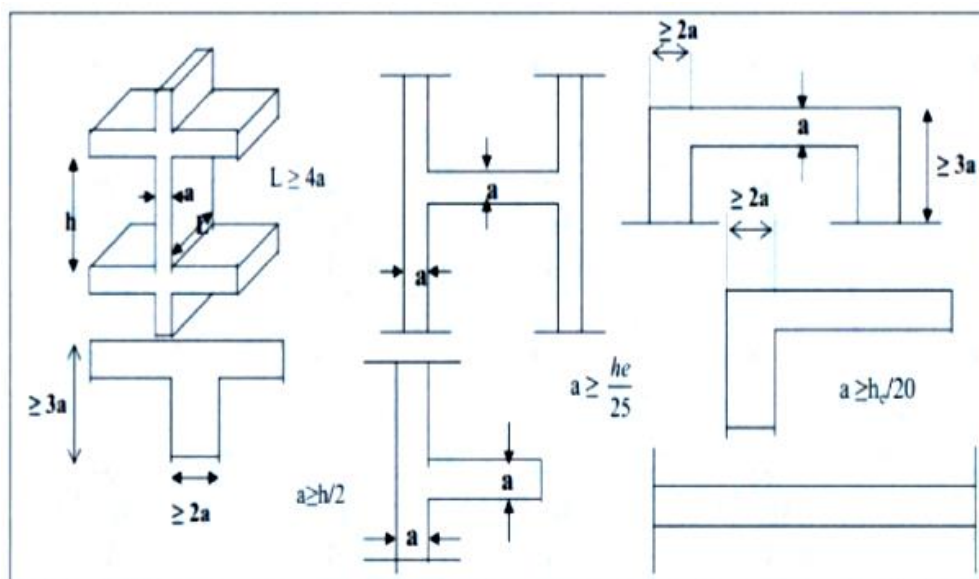 ≥ 2a
a
L ≥ 4a
h
L
a
a
≥ 3a
≥ 2a
a
≥ 3a
≥ 2a
a≥h/2
a ≥ he/25
a ≥hₑ/20
a
a